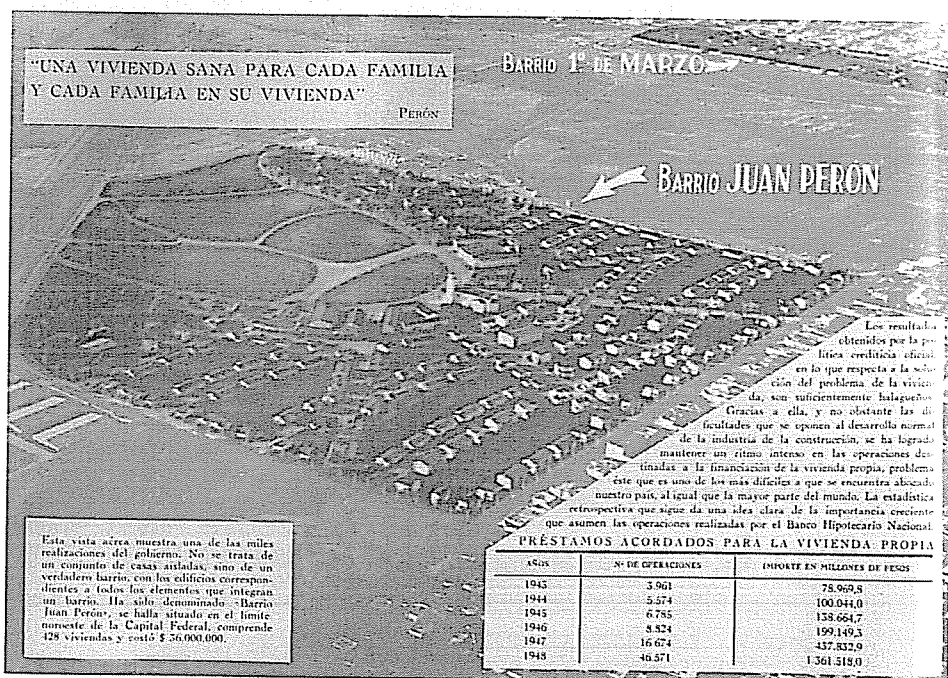 "UNA VIVIENDA SANA PARA CADA FAMILIA
Y CADA FAMILIA EN SU VIVIENDA"
PERÓN
BARRIO 1º DE MARZO
BARRIO JUAN PERÓN
Los resultados
obtenidos por la po-
lítica crediticia oficial
en lo que respecta a la solu-
ción del problema de la vivien-
da, son suficientemente halagueños
Gracias a ella, y no obstante las di-
ficultades que se oponen al desarrollo normal
de la industria de la construcción, se ha logrado
mantener un ritmo intenso en las operaciones des-
tinadas a la financiación de la vivienda propia, problema
éste que es uno de los más difíciles a que se encuentra abocado
nuestro país, al igual que la mayor parte del mundo. La estadística
retrospectiva que sigue da una idea clara de la importancia creciente
que asumen las operaciones realizadas por el Banco Hipotecario Nacional.
PRÉSTAMOS ACORDADOS PARA LA VIVIENDA PROPIA
AÑOS Nº DE OPERACIONES IMPORTE EN MILLONES DE PESOS
1943 3.961 78.969,8
1944 5.574 100.044,0
1945 6.785 138.664,7
1946 8.824 199.149,3
1947 16.674 437.832,9
1948 46.571 1.361.518,0
Esta vista aérea muestra una de las miles
realizaciones del gobierno. No se trata de
un conjunto de casas aisladas, sino de un
verdadero barrio, con los edificios correspon-
dientes a todos los elementos que integran
un barrio. Ha sido denominado «Barrio
Juan Perón», se halla situado en el límite
noroeste de la Capital Federal, comprende
428 viviendas y costó $ 36.000.000.